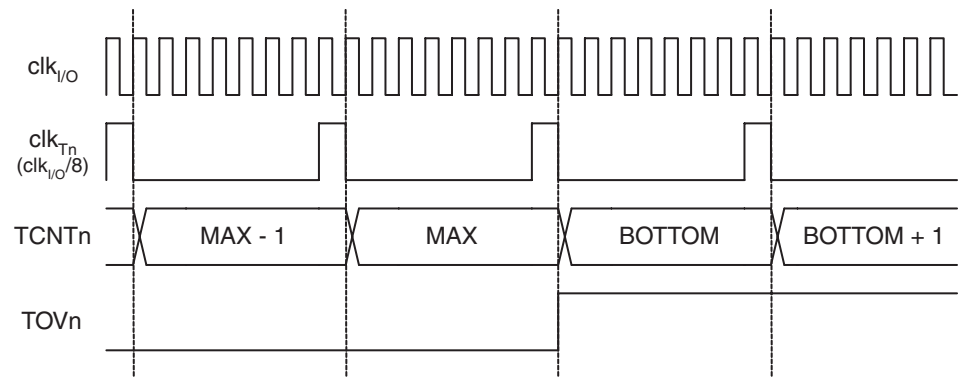 clkI/O
clkTn
(clkI/O/8)
TCNTn MAX - 1 MAX BOTTOM BOTTOM + 1
TOVn